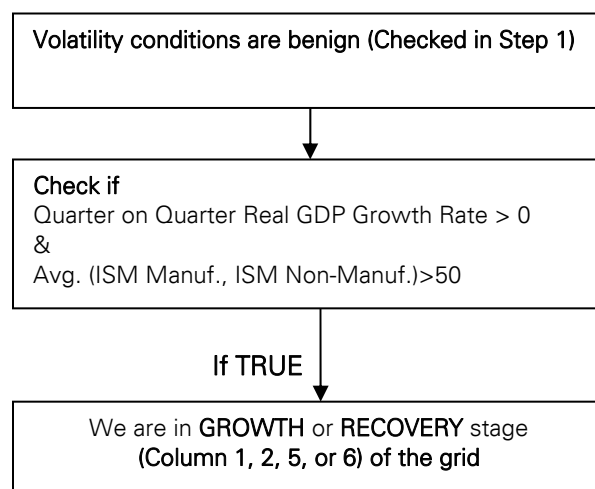 Volatility conditions are benign (Checked in Step 1)
Check if
Quarter on Quarter Real GDP Growth Rate > 0
&
Avg. (ISM Manuf., ISM Non-Manuf.)>50
If TRUE
We are in GROWTH or RECOVERY stage
(Column 1, 2, 5, or 6) of the grid